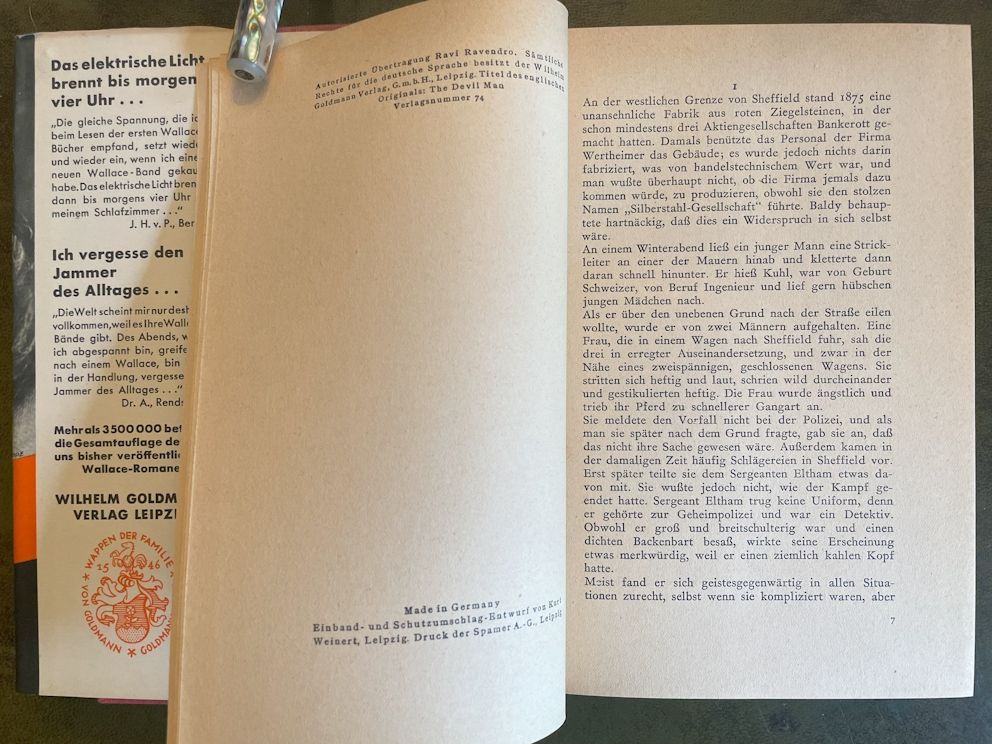 Das elektrische Licht
brennt bis morgens
vier Uhr . . .
„Die gleiche Spannung, die ic
beim Lesen der ersten Wallac
Bücher empfand, setzt wiede
und wieder ein, wenn ich eine
neuen Wallace-Band gekau
habe. Das elektrische Licht bren
dann bis morgens vier Uhr
meinem Schlafzimmer . . .“
J. H. v. P., Ber
Ich vergesse den
Jammer
des Alltages . . .
„Die Welt scheint mir nur desh
vollkommen, weil es Ihre Walla
Bände gibt. Des Abends, w
ich abgespannt bin, greife
nach einem Wallace, bin
in der Handlung, vergesse
Jammer des Alltages . . .“
Dr. A., Rends
Mehr als 3500000 bet
die Gesamtauflage de
uns bisher veröffentlic
Wallace-Romane
WILHELM GOLDM
VERLAG LEIPZI
WAPPEN DER FAMILIE
1546
VON GOLDMANN GOLDMAN
Autorisierte Übertragung Ravi Ravendro. Sämtliche
Rechte für die deutsche Sprache besitzt der Wilhelm
Goldmann Verlag, G. m. b. H., Leipzig. Titel des englischen
Originals: The Devil Man
Verlagsnummer 74
Made in Germany
Einband- und Schutzumschlag-Entwurf von Kurt
Weinert, Leipzig. Druck der Spamer A.-G., Leipzig
I
An der westlichen Grenze von Sheffield stand 1875 eine
unansehnliche Fabrik aus roten Ziegelsteinen, in der
schon mindestens drei Aktiengesellschaften Bankerott ge-
macht hatten. Damals benützte das Personal der Firma
Wertheimer das Gebäude; es wurde jedoch nichts darin
fabriziert, was von handelstechnischem Wert war, und
man wußte überhaupt nicht, ob die Firma jemals dazu
kommen würde, zu produzieren, obwohl sie den stolzen
Namen „Silberstahl-Gesellschaft“ führte. Baldy behaup-
tete hartnäckig, daß dies ein Widerspruch in sich selbst
wäre.
An einem Winterabend ließ ein junger Mann eine Strick-
leiter an einer der Mauern hinab und kletterte dann
daran schnell hinunter. Er hieß Kuhl, war von Geburt
Schweizer, von Beruf Ingenieur und lief gern hübschen
jungen Mädchen nach.
Als er über den unebenen Grund nach der Straße eilen
wollte, wurde er von zwei Männern aufgehalten. Eine
Frau, die in einem Wagen nach Sheffield fuhr, sah die
drei in erregter Auseinandersetzung, und zwar in der
Nähe eines zweispännigen, geschlossenen Wagens. Sie
stritten sich heftig und laut, schrien wild durcheinander
und gestikulierten heftig. Die Frau wurde ängstlich und
trieb ihr Pferd zu schnellerer Gangart an.
Sie meldete den Vorfall nicht bei der Polizei, und als
man sie später nach dem Grund fragte, gab sie an, daß
das nicht ihre Sache gewesen wäre. Außerdem kamen in
der damaligen Zeit häufig Schlägereien in Sheffield vor.
Erst später teilte sie dem Sergeanten Eltham etwas da-
von mit. Sie wußte jedoch nicht, wie der Kampf ge-
endet hatte. Sergeant Eltham trug keine Uniform, denn
er gehörte zur Geheimpolizei und war ein Detektiv.
Obwohl er groß und breitschulterig war und einen
dichten Backenbart besaß, wirkte seine Erscheinung
etwas merkwürdig, weil er einen ziemlich kahlen Kopf
hatte.
Meist fand er sich geistesgegenwärtig in allen Situa-
tionen zurecht, selbst wenn sie kompliziert waren, aber
7